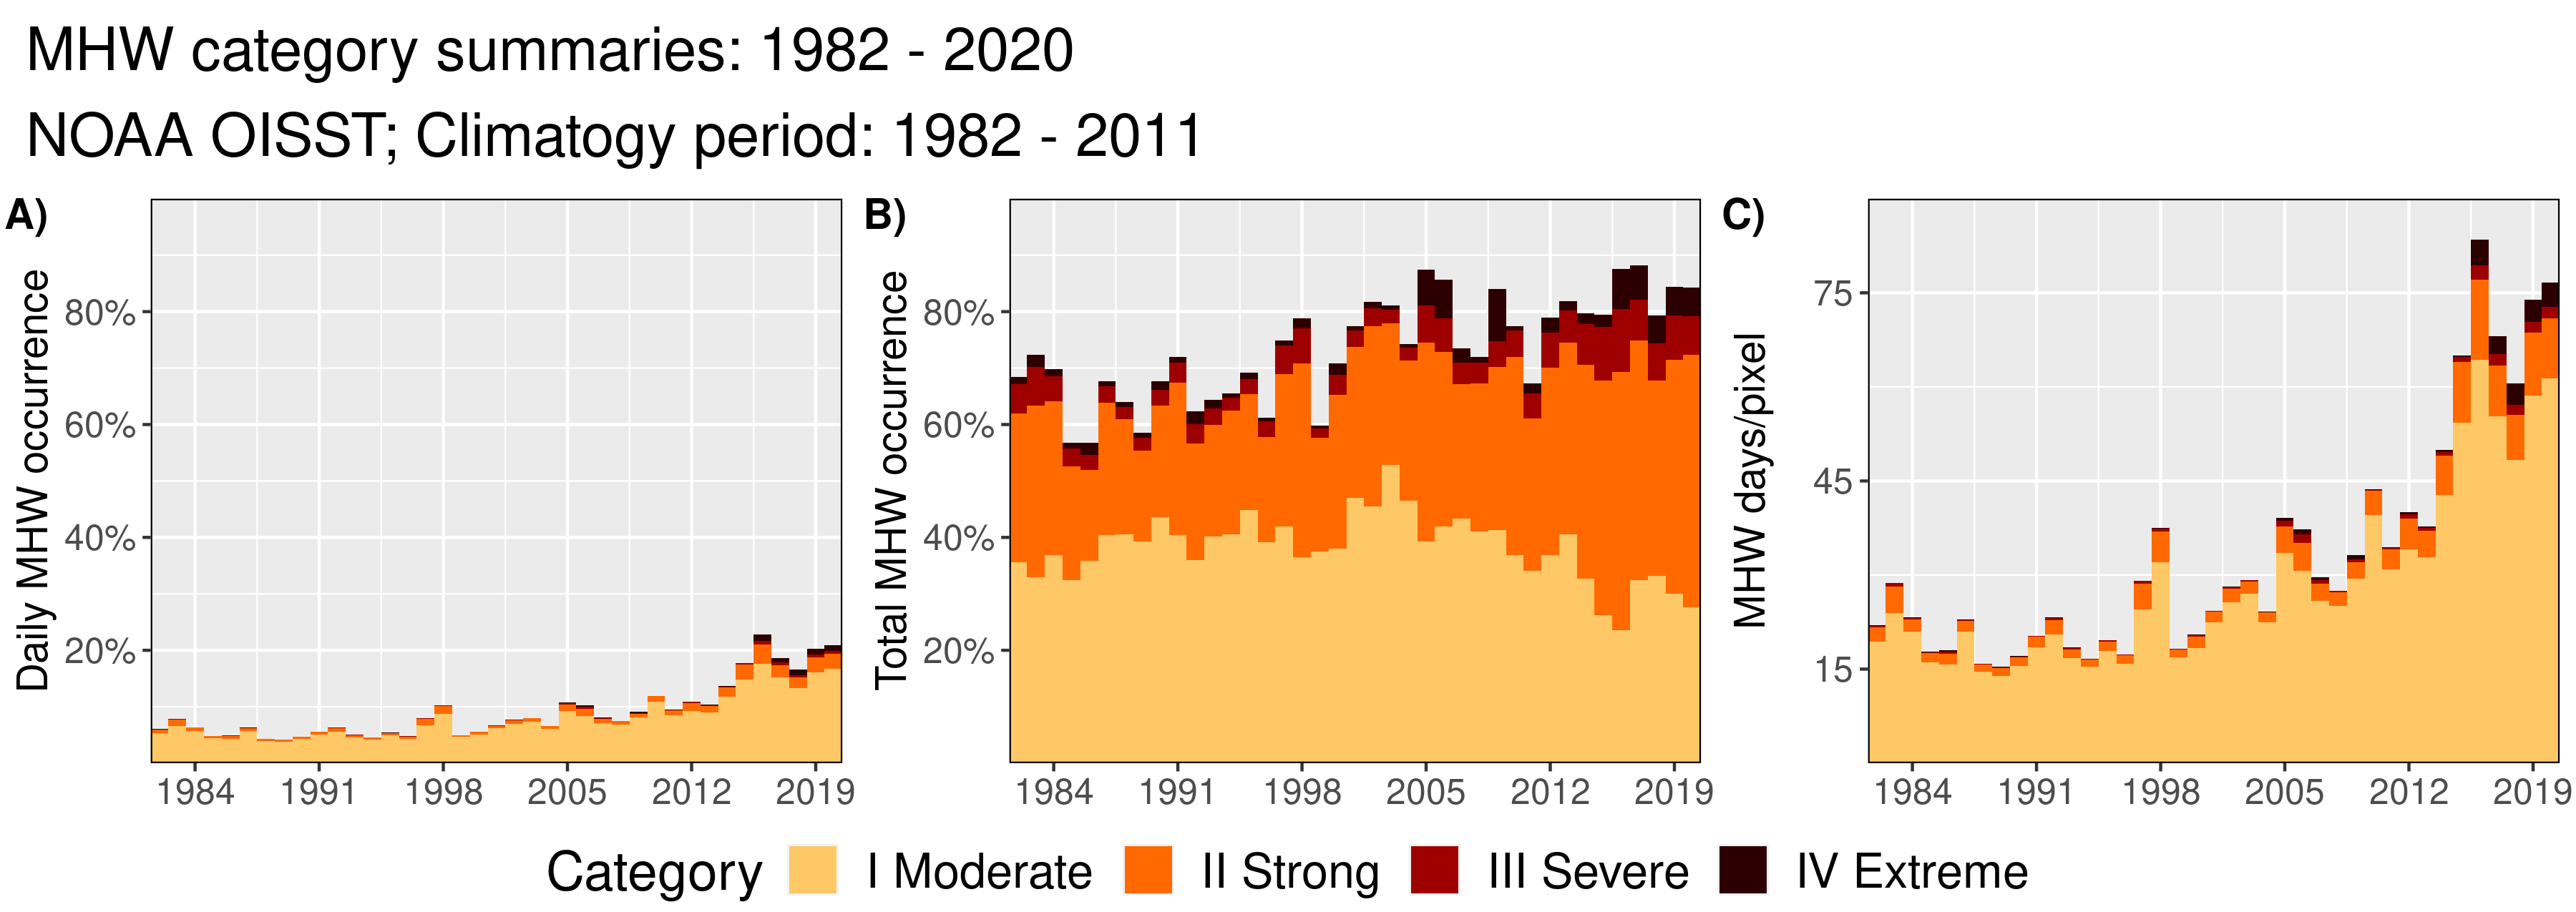 MHW category summaries: 1982 - 2020
NOAA OISST; Climatogy period: 1982 - 2011
A)
Daily MHW occurrence
80%
60%
40%
20%
1984 1991 1998 2005 2012 2019
B)
Total MHW occurrence
80%
60%
40%
20%
1984 1991 1998 2005 2012 2019
C)
MHW days/pixel
75
45
15
1984 1991 1998 2005 2012 2019
Category I Moderate II Strong III Severe IV Extreme